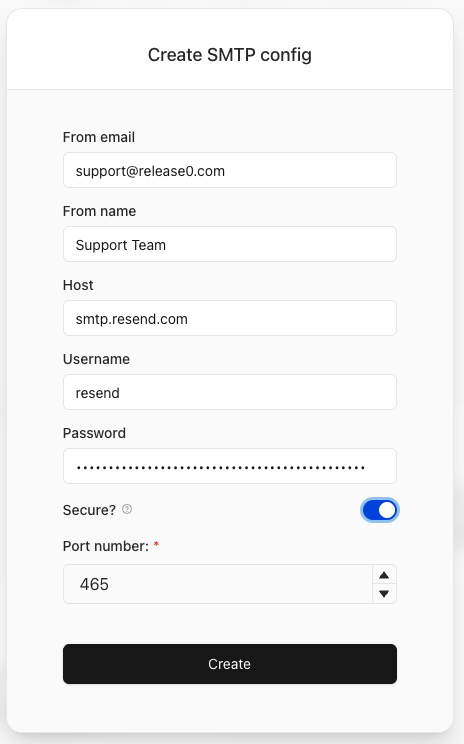 Create SMTP config
From email
support@release0.com
From name
Support Team
Host
smtp.resend.com
Username
resend
Password
••••••••••••••••••••••••••••••••••••••••••••••
Secure? ?
Port number: *
465
Create